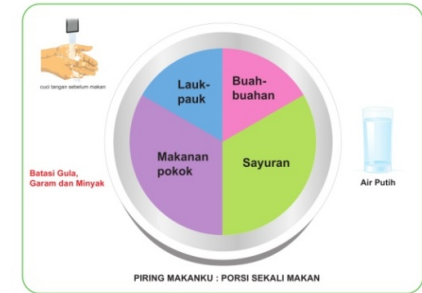 cuci tangan sebelum makan
Lauk-
pauk
Buah-
buahan
Makanan
pokok
Sayuran
Batasi Gula,
Garam dan Minyak
Air Putih
PIRING MAKANKU : PORSI SEKALI MAKAN